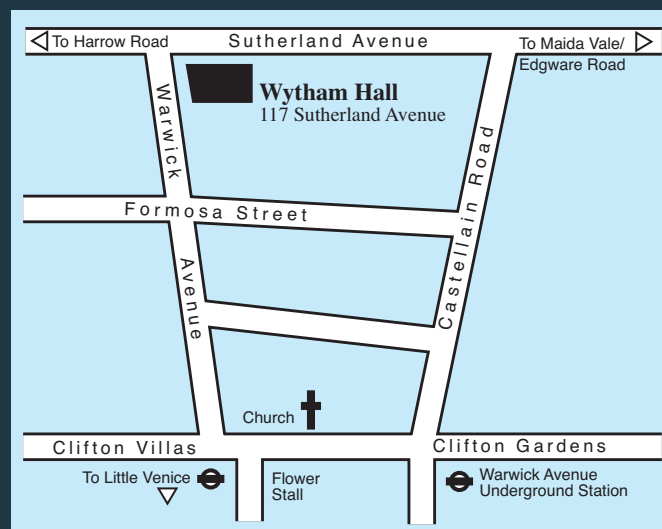 To Harrow Road
Sutherland Avenue
To Maida Vale/
Edgware Road
Wytham Hall
117 Sutherland Avenue
Warwick
Castellain Road
Formosa Street
Avenue
Church
Clifton Villas
Clifton Gardens
To Little Venice
Flower
Stall
Warwick Avenue
Underground Station